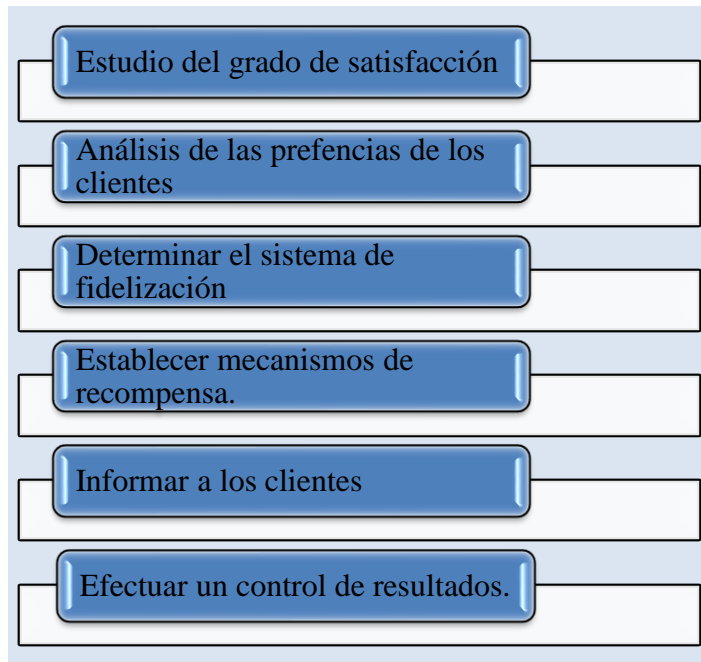 Estudio del grado de satisfacción
Análisis de las prefencias de los
clientes
Determinar el sistema de
fidelización
Establecer mecanismos de
recompensa.
Informar a los clientes
Efectuar un control de resultados.